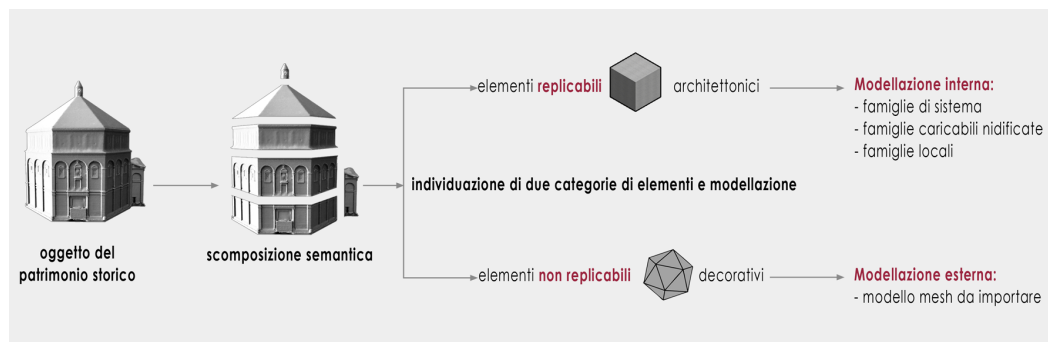 oggetto del
patrimonio storico
scomposizione semantica
elementi replicabili architettonici
Modellazione interna:
- famiglie di sistema
- famiglie caricabili nidificate
- famiglie locali
individuazione di due categorie di elementi e modellazione
elementi non replicabili decorativi
Modellazione esterna:
- modello mesh da importare